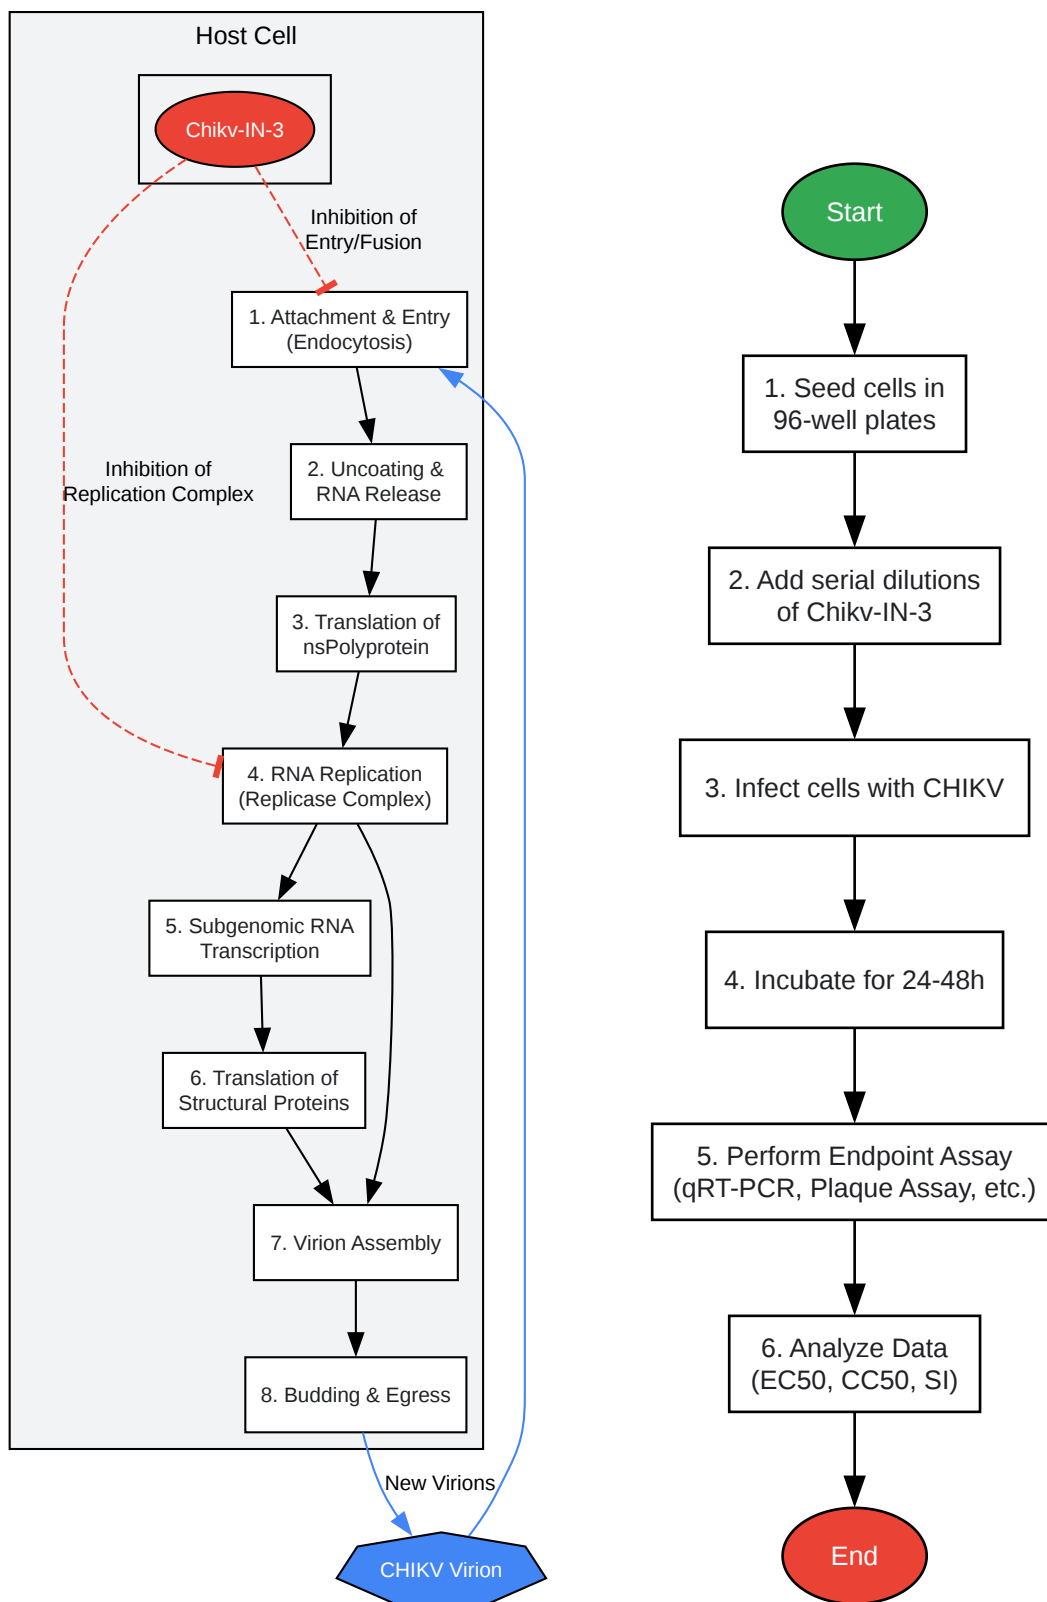 Host Cell
Chikv-IN-3
Inhibition of
Entry/Fusion
1. Attachment & Entry
(Endocytosis)
2. Uncoating &
RNA Release
Inhibition of
Replication Complex
3. Translation of
nsPolyprotein
4. RNA Replication
(Replicase Complex)
5. Subgenomic RNA
Transcription
6. Translation of
Structural Proteins
7. Virion Assembly
8. Budding & Egress
New Virions
CHIKV Virion
Start
1. Seed cells in
96-well plates
2. Add serial dilutions
of Chikv-IN-3
3. Infect cells with CHIKV
4. Incubate for 24-48h
5. Perform Endpoint Assay
(qRT-PCR, Plaque Assay, etc.)
6. Analyze Data
(EC50, CC50, SI)
End